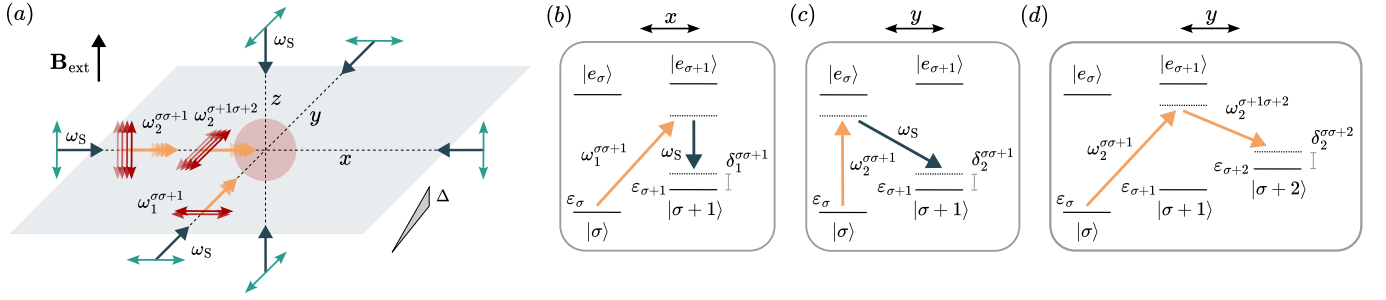 (a)
B_ext
ω_S
ω_S
ω_2^{σσ+1} ω_2^{σ+1σ+2}
z
y
x
ω_S
ω_1^{σσ+1}
ω_S
Δ
(b)
x
|e_σ⟩ |e_{σ+1}⟩
ω_1^{σσ+1} ω_S δ_1^{σσ+1}
ε_σ ε_{σ+1}
|σ⟩ |σ + 1⟩
(c)
y
|e_σ⟩ |e_{σ+1}⟩
ω_S
ω_2^{σσ+1} δ_2^{σσ+1}
ε_σ ε_{σ+1}
|σ⟩ |σ + 1⟩
(d)
y
|e_σ⟩ |e_{σ+1}⟩
ω_2^{σ+1σ+2}
ω_2^{σσ+1} δ_2^{σσ+2}
ε_σ ε_{σ+1} ε_{σ+2}
|σ⟩ |σ + 1⟩ |σ + 2⟩